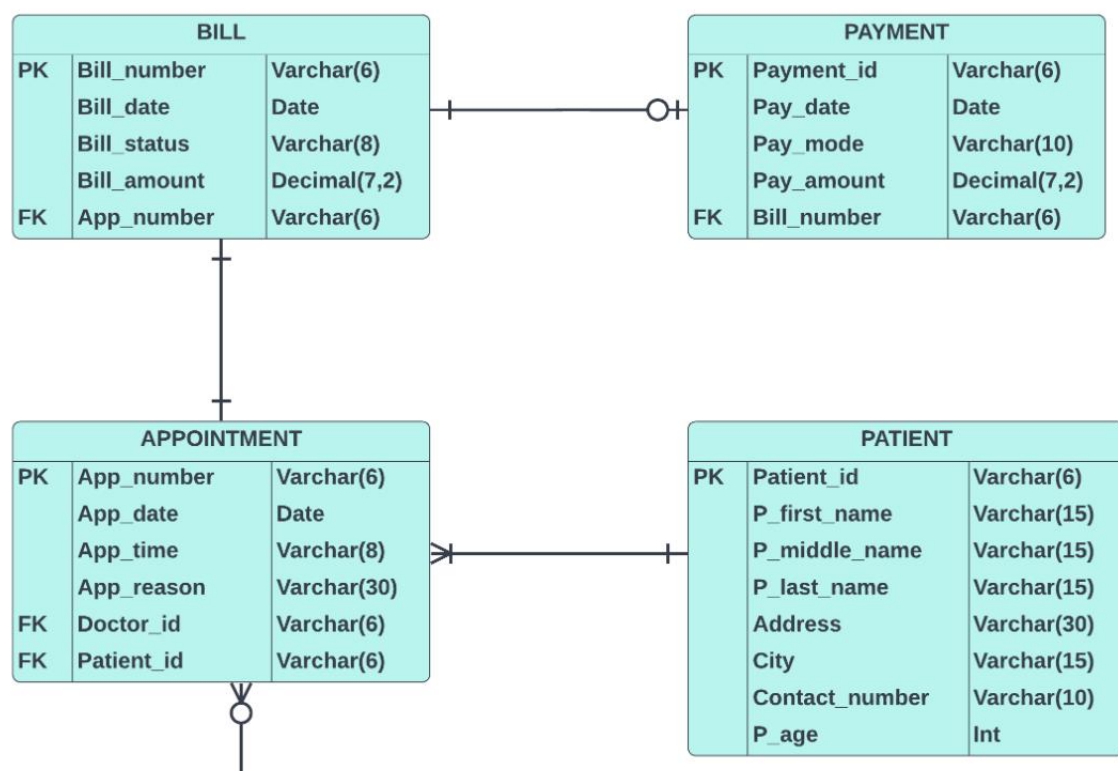 BILL
PK Bill_number Varchar(6)
Bill_date Date
Bill_status Varchar(8)
Bill_amount Decimal(7,2)
FK App_number Varchar(6)
PAYMENT
PK Payment_id Varchar(6)
Pay_date Date
Pay_mode Varchar(10)
Pay_amount Decimal(7,2)
FK Bill_number Varchar(6)
APPOINTMENT
PK App_number Varchar(6)
App_date Date
App_time Varchar(8)
App_reason Varchar(30)
FK Doctor_id Varchar(6)
FK Patient_id Varchar(6)
PATIENT
PK Patient_id Varchar(6)
P_first_name Varchar(15)
P_middle_name Varchar(15)
P_last_name Varchar(15)
Address Varchar(30)
City Varchar(15)
Contact_number Varchar(10)
P_age Int